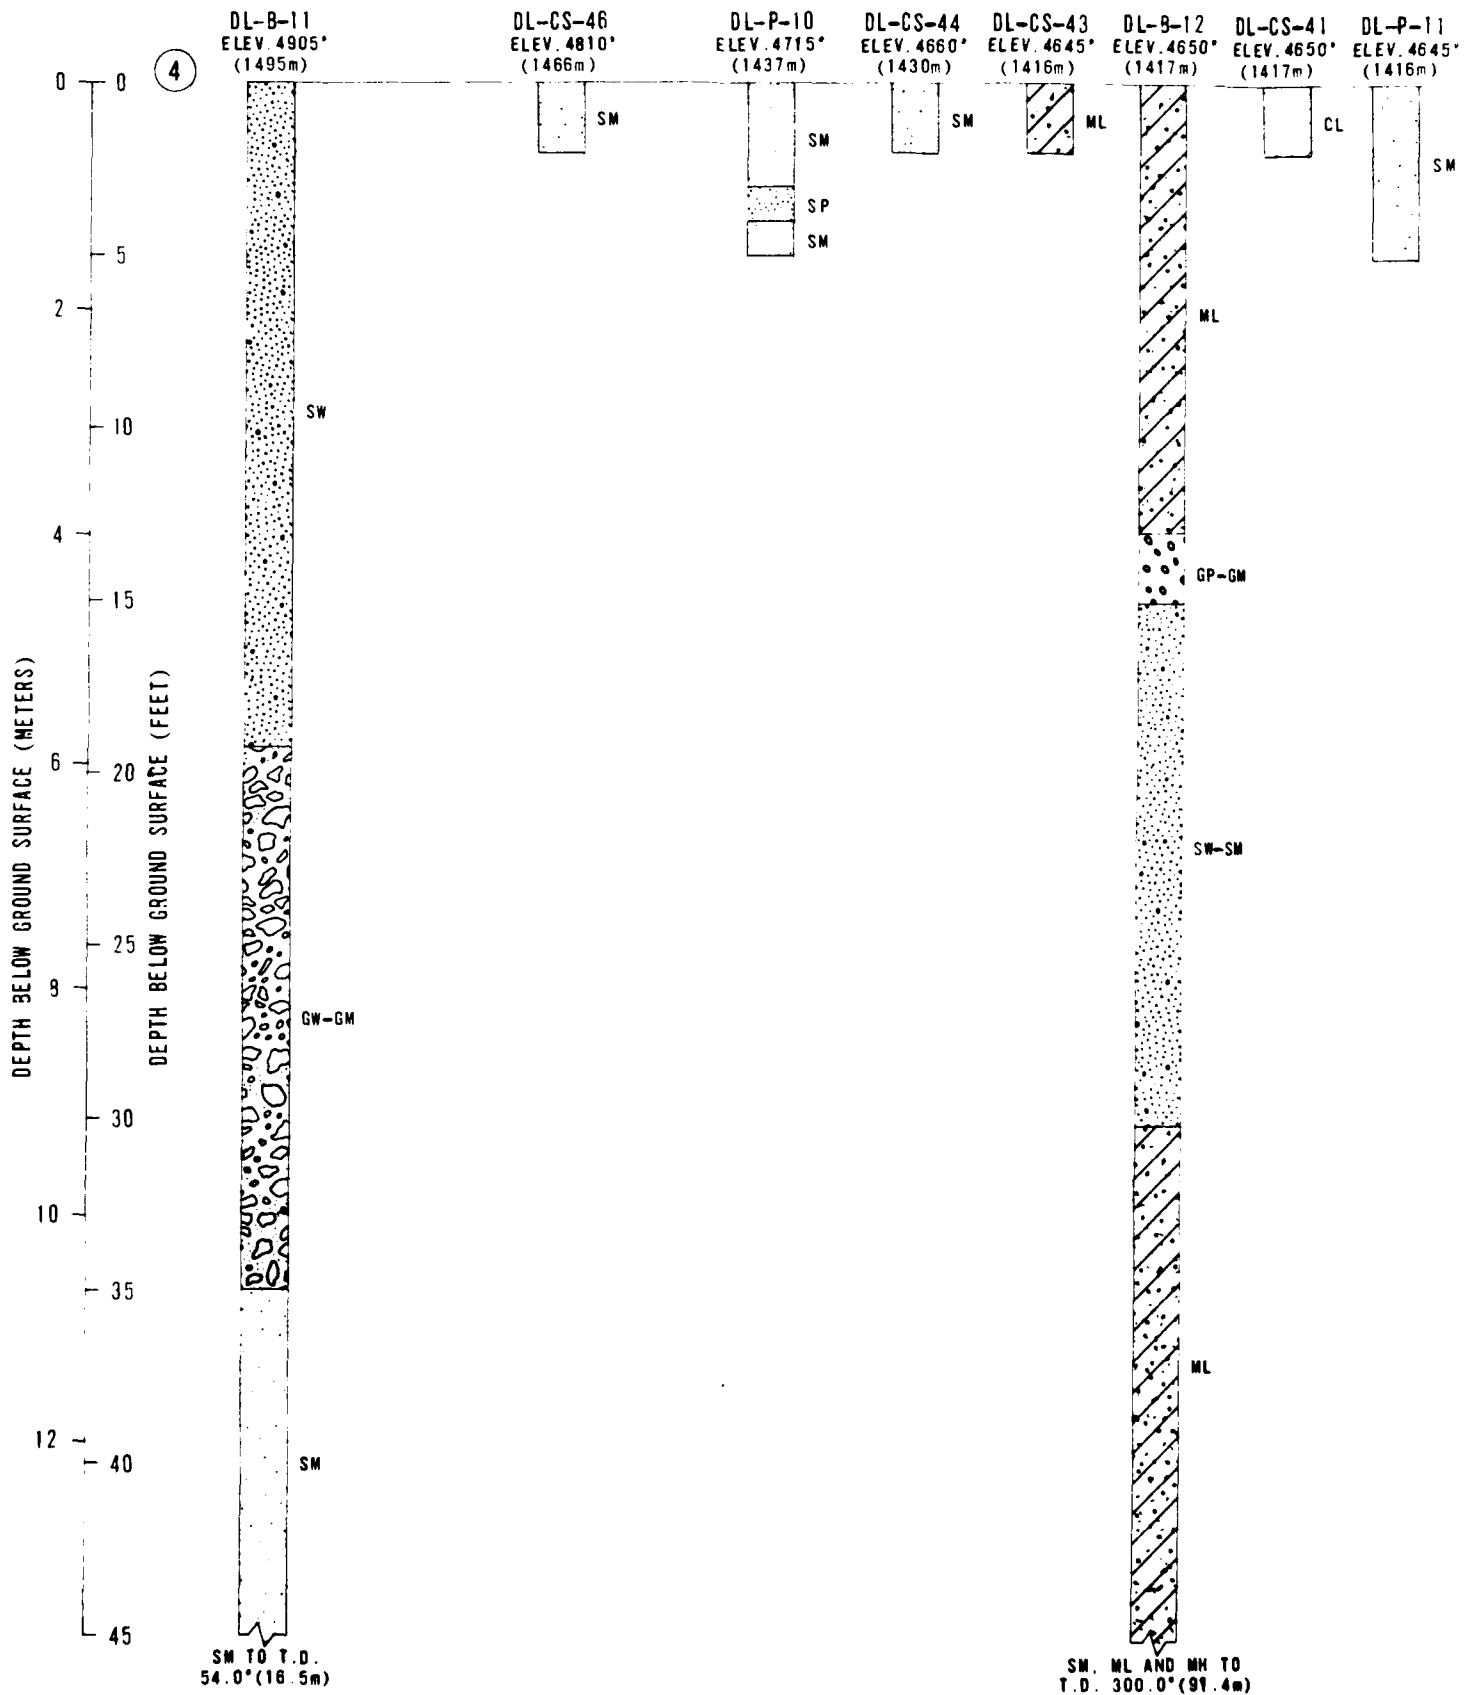 DL-B-11
ELEV. 4905'
(1495m)
DL-CS-46
ELEV. 4810'
(1466m)
DL-P-10
ELEV. 4715'
(1437m)
DL-CS-44
ELEV. 4660'
(1430m)
DL-CS-43
ELEV. 4645'
(1416m)
DL-B-12
ELEV. 4650'
(1417m)
DL-CS-41
ELEV. 4650'
(1417m)
DL-P-11
ELEV. 4645'
(1416m)
4
0
0
5
2
10
4
15
6
20
25
8
30
10
35
12
40
45
DEPTH BELOW GROUND SURFACE (METERS)
DEPTH BELOW GROUND SURFACE (FEET)
SW
GW-GM
SM
SM TO T.D.
54.0'(16.5m)
SM
SM
SP
SM
SM
ML
ML
GP-GM
SW-SM
ML
SM, ML AND MH TO
T.D. 300.0'(91.4m)
CL
SM